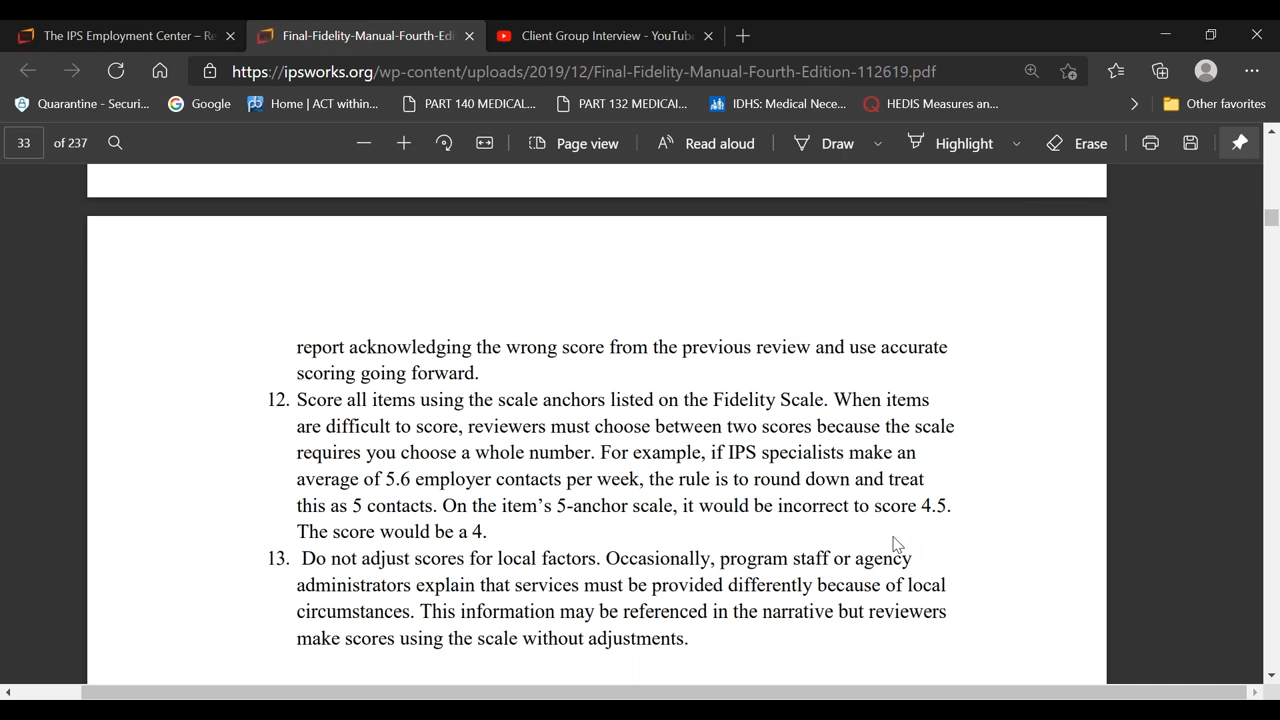 The IPS Employment Center – Re
Final-Fidelity-Manual-Fourth-Edi
Client Group Interview - YouTub
https://ipsworks.org/wp-content/uploads/2019/12/Final-Fidelity-Manual-Fourth-Edition-112619.pdf
Quarantine - Securi...
Google
Home | ACT within...
PART 140 MEDICAL...
PART 132 MEDICAI...
IDHS: Medical Nece...
HEDIS Measures an...
Other favorites
33 of 237
Page view
Read aloud
Draw
Highlight
Erase
report acknowledging the wrong score from the previous review and use accurate
scoring going forward.
12. Score all items using the scale anchors listed on the Fidelity Scale. When items
are difficult to score, reviewers must choose between two scores because the scale
requires you choose a whole number. For example, if IPS specialists make an
average of 5.6 employer contacts per week, the rule is to round down and treat
this as 5 contacts. On the item’s 5-anchor scale, it would be incorrect to score 4.5.
The score would be a 4.
13. Do not adjust scores for local factors. Occasionally, program staff or agency
administrators explain that services must be provided differently because of local
circumstances. This information may be referenced in the narrative but reviewers
make scores using the scale without adjustments.